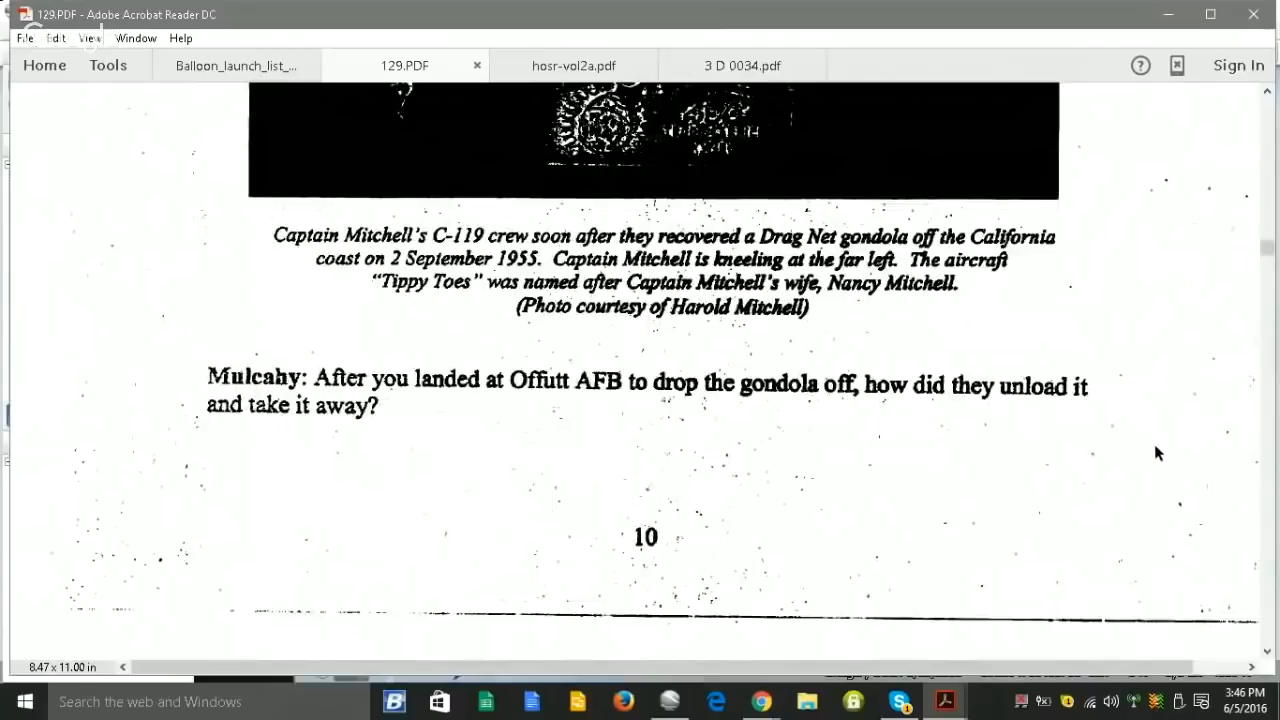 129.PDF - Adobe Acrobat Reader DC
File Edit View Window Help
Home Tools Balloon_launch_list_... 129.PDF × hosr-vol2a.pdf 3 D 0034.pdf ? Sign In
Captain Mitchell's C-119 crew soon after they recovered a Drag Net gondola off the California
coast on 2 September 1955. Captain Mitchell is kneeling at the far left. The aircraft
"Tippy Toes" was named after Captain Mitchell's wife, Nancy Mitchell.
(Photo courtesy of Harold Mitchell)
Mulcahy: After you landed at Offutt AFB to drop the gondola off, how did they unload it
and take it away?
10
8.47 x 11.00 in
Search the web and Windows
3:46 PM
6/5/2016